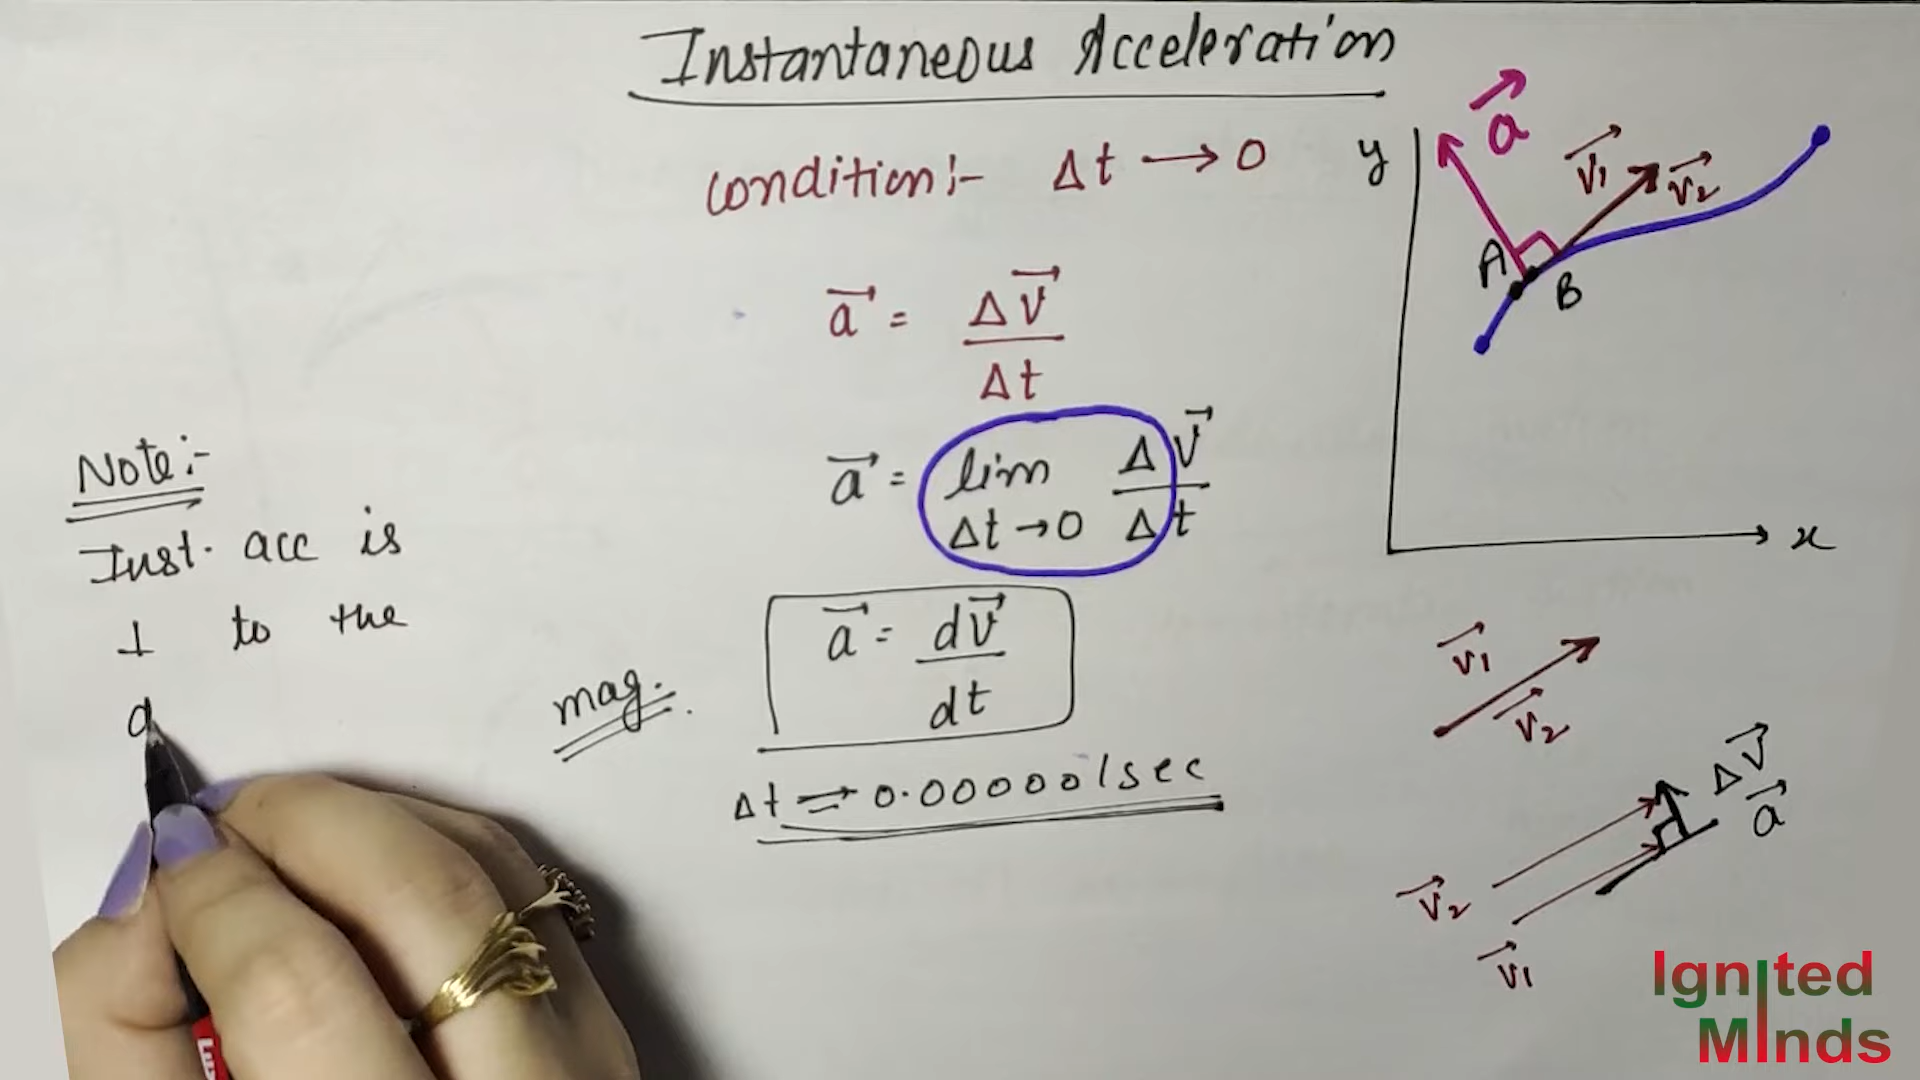 Instantaneous Acceleration
condition:- Δt → 0
a⃗ = Δv⃗ / Δt
a⃗ = lim Δt→0 Δv⃗ / Δt
a⃗ = dv⃗ / dt
mag.
Δt → 0.000001sec
Note:-
Inst. acc is
⊥ to the
d
y
a⃗
v⃗1
v⃗2
A
B
x
v⃗1
v⃗2
Δv⃗
a⃗
v⃗2
v⃗1
Ignited
Minds